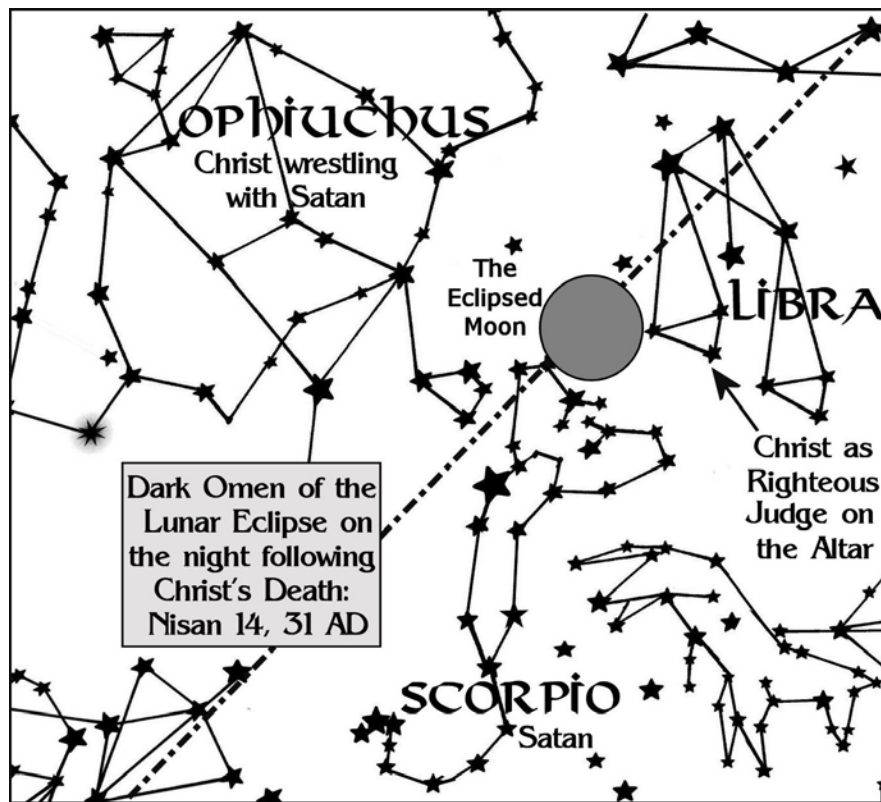 OPHIUCHUS
Christ wrestling
with Satan
The
Eclipsed
Moon
LIBRA
Christ as
Righteous
Judge on
the Altar
Dark Omen of the
Lunar Eclipse on
the night following
Christ's Death:
Nisan 14, 31 AD
SCORPIO
Satan